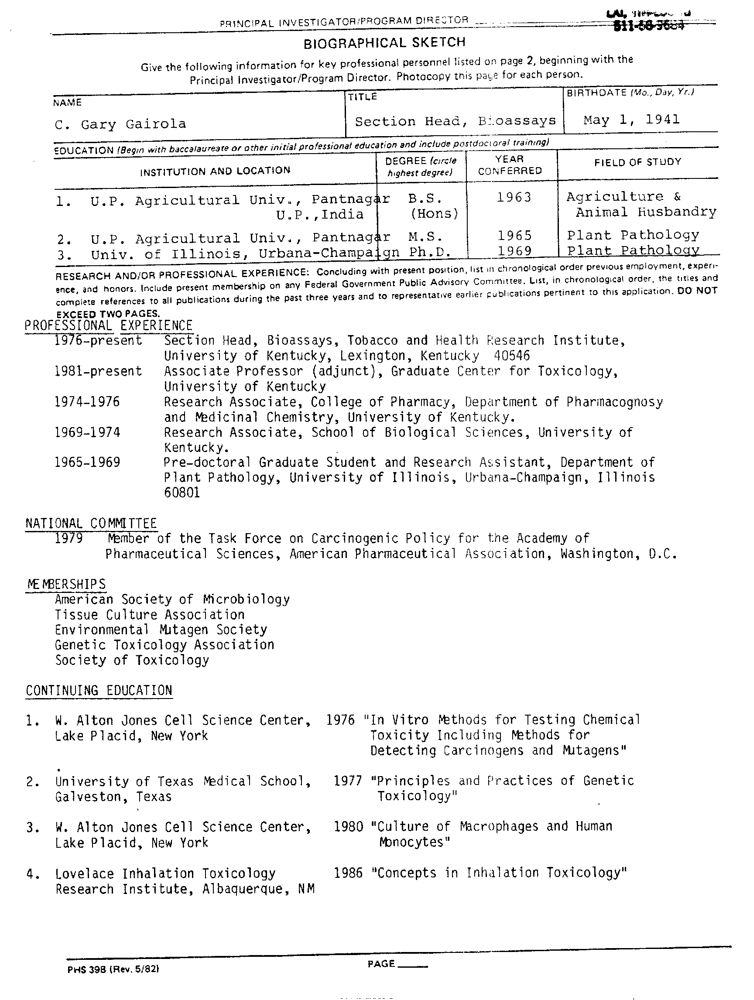 PRINCIPAL INVESTIGATOR/PROGRAM DIRECTOR
BIOGRAPHICAL SKETCH
Give the following information for key professional personnel listed on page 2, beginning with the
Principal Investigator/Program Director. Photocopy this page for each person.
NAME TITLE BIRTHDATE (Mo., Day, Yr.)
C. Gary Gairola Section Head, Bioassays May 1, 1941
EDUCATION (Begin with baccalaureate or other initial professional education and include postdoctoral training)
INSTITUTION AND LOCATION DEGREE (circle highest degree) YEAR CONFERRED FIELD OF STUDY
1. U.P. Agricultural Univ., Pantnagar B.S. 1963 Agriculture &
U.P., India (Hons) Animal Husbandry
2. U.P. Agricultural Univ., Pantnagar M.S. 1965 Plant Pathology
3. Univ. of Illinois, Urbana-Champaign Ph.D. 1969 Plant Pathology
RESEARCH AND/OR PROFESSIONAL EXPERIENCE: Concluding with present position, list in chronological order previous employment, experi-
ence, and honors. Include present membership on any Federal Government Public Advisory Committee. List, in chronological order, the titles and
complete references to all publications during the past three years and to representative earlier publications pertinent to this application. DO NOT
EXCEED TWO PAGES.
PROFESSIONAL EXPERIENCE
1976-present Section Head, Bioassays, Tobacco and Health Research Institute,
University of Kentucky, Lexington, Kentucky 40546
1981-present Associate Professor (adjunct), Graduate Center for Toxicology,
University of Kentucky
1974-1976 Research Associate, College of Pharmacy, Department of Pharmacognosy
and Medicinal Chemistry, University of Kentucky.
1969-1974 Research Associate, School of Biological Sciences, University of
Kentucky.
1965-1969 Pre-doctoral Graduate Student and Research Assistant, Department of
Plant Pathology, University of Illinois, Urbana-Champaign, Illinois
60801
NATIONAL COMMITTEE
1979 Member of the Task Force on Carcinogenic Policy for the Academy of
Pharmaceutical Sciences, American Pharmaceutical Association, Washington, D.C.
MEMBERSHIPS
American Society of Microbiology
Tissue Culture Association
Environmental Mutagen Society
Genetic Toxicology Association
Society of Toxicology
CONTINUING EDUCATION
1. W. Alton Jones Cell Science Center, 1976 "In Vitro Methods for Testing Chemical
Lake Placid, New York Toxicity Including Methods for
Detecting Carcinogens and Mutagens"
2. University of Texas Medical School, 1977 "Principles and Practices of Genetic
Galveston, Texas Toxicology"
3. W. Alton Jones Cell Science Center, 1980 "Culture of Macrophages and Human
Lake Placid, New York Monocytes"
4. Lovelace Inhalation Toxicology 1986 "Concepts in Inhalation Toxicology"
Research Institute, Albaquerque, NM
PHS 398 (Rev. 5/82) PAGE